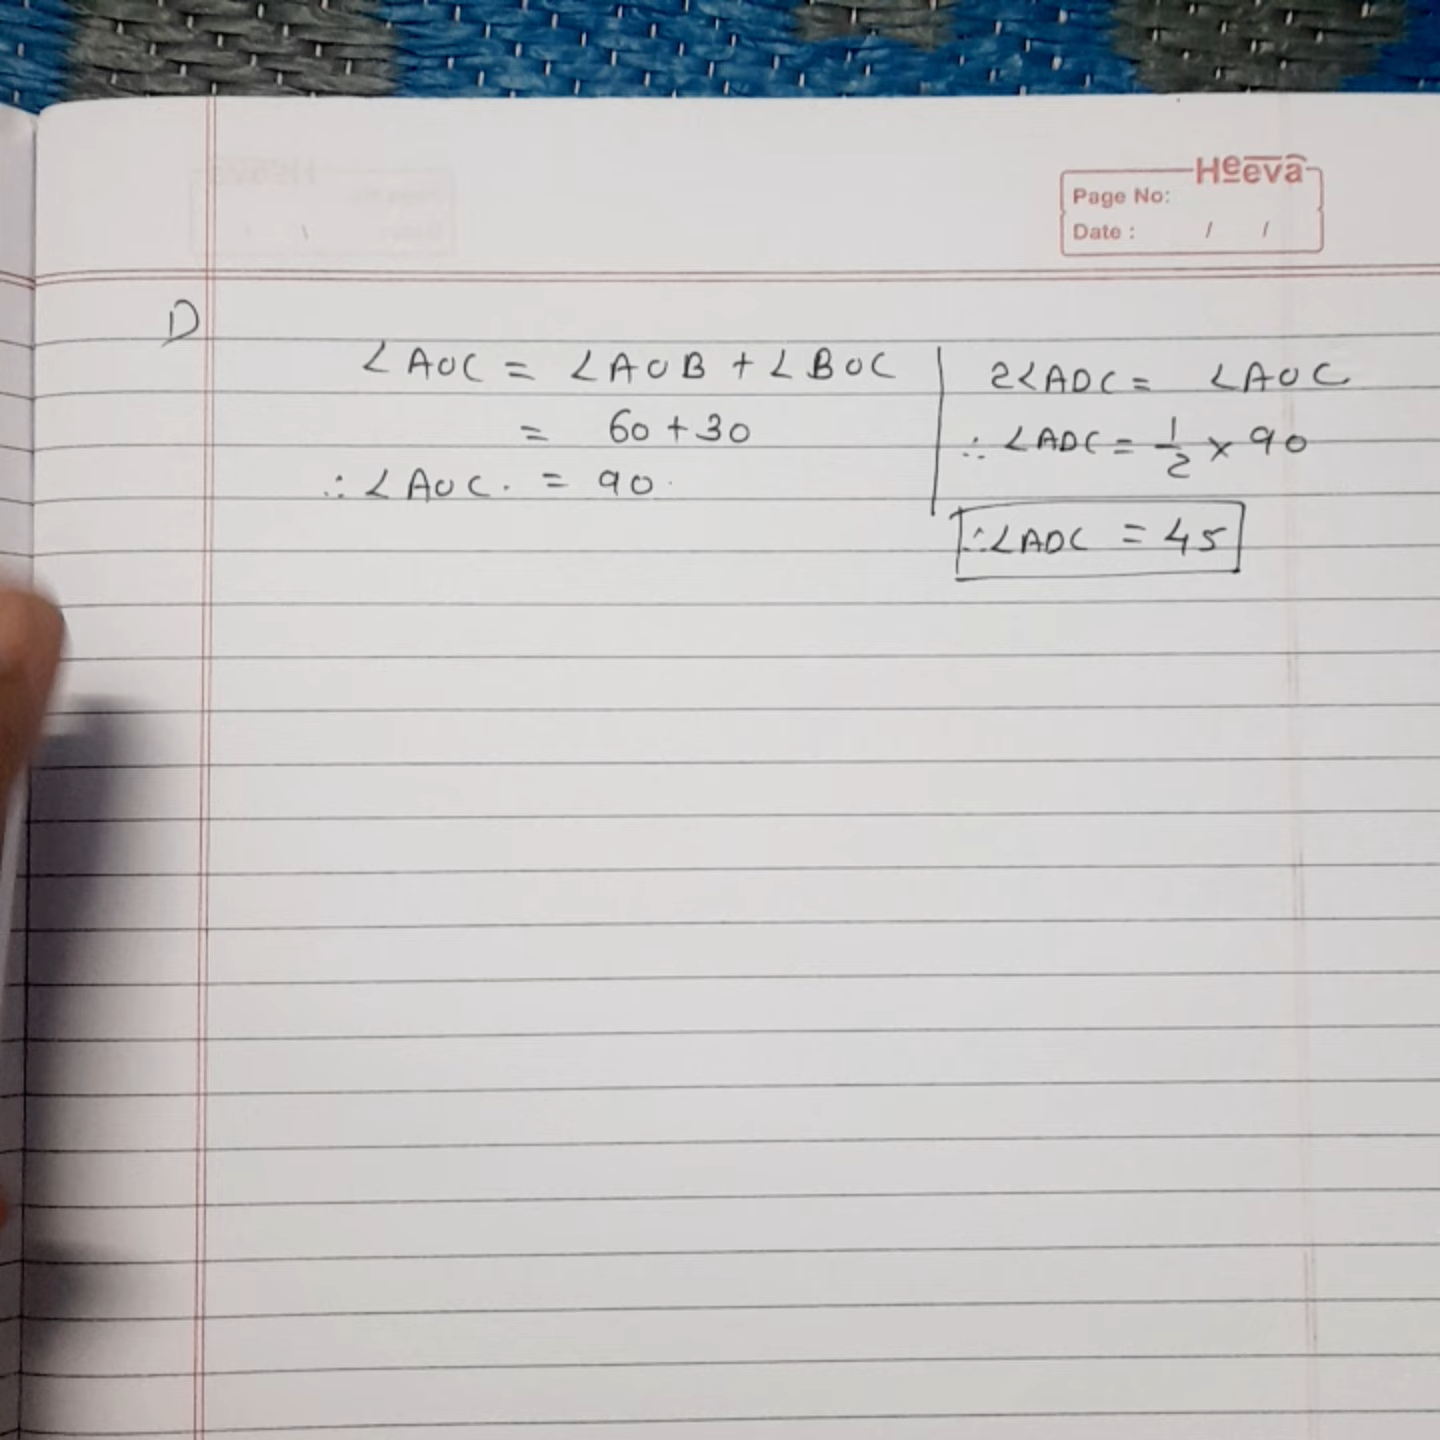 Heeva
Page No:
Date : / /
D
∠AOC = ∠AOB + ∠BOC
= 60 + 30
∴ ∠AOC. = 90.
2∠ADC = ∠AOC
∴ ∠ADC = 1/2 × 90
∴∠ADC = 45